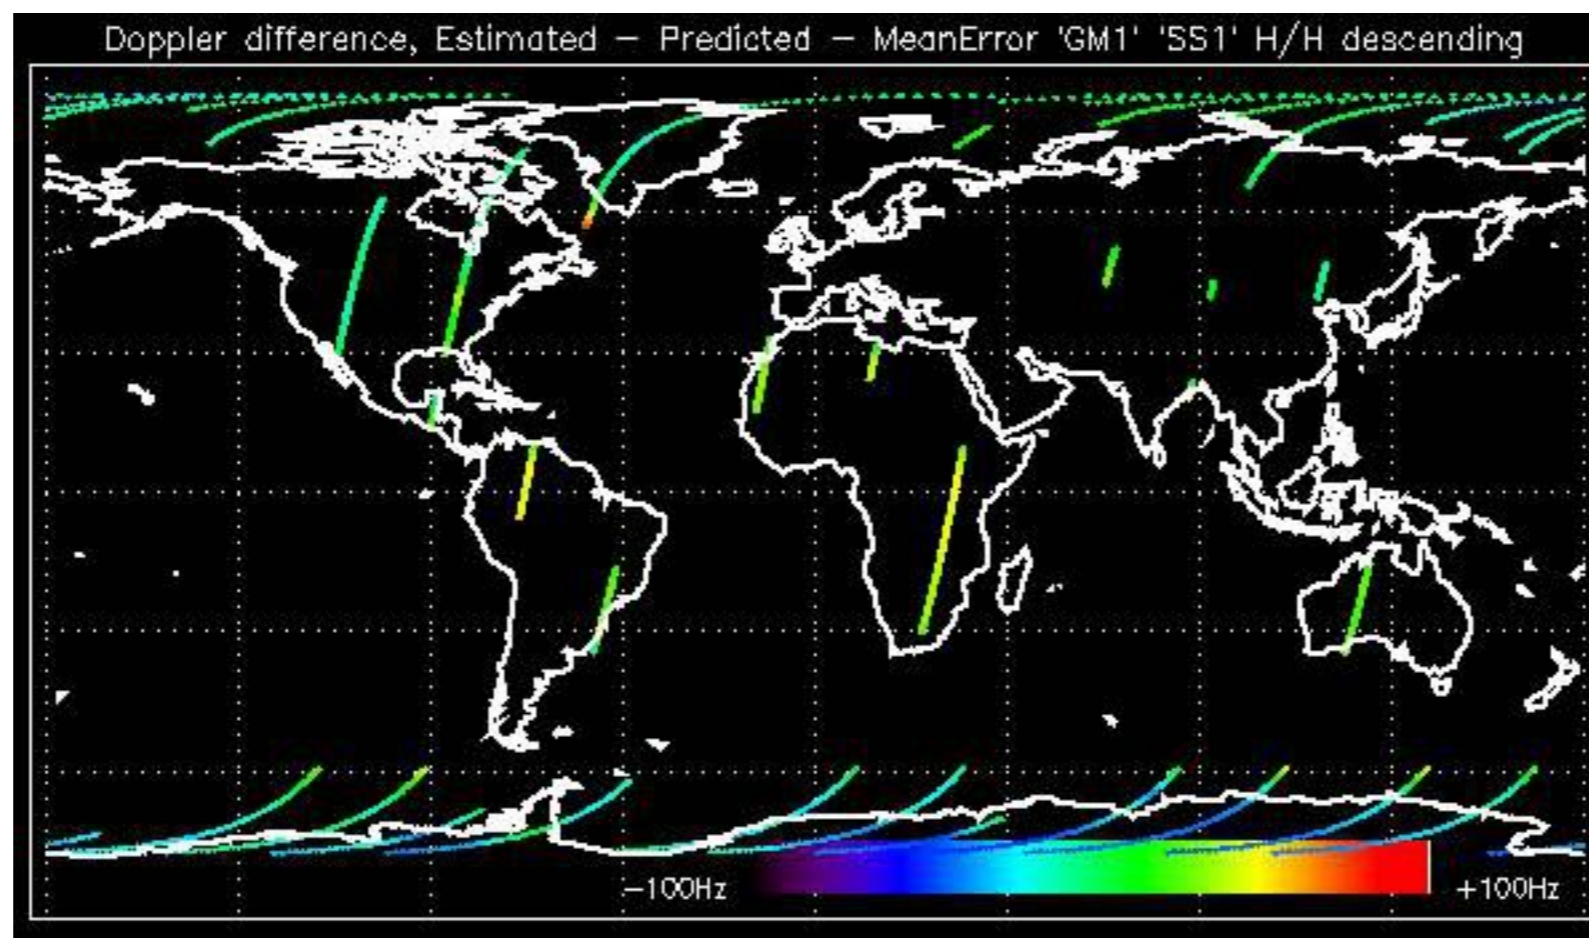 Doppler difference, Estimated – Predicted – MeanError 'GM1' 'SS1' H/H descending
−100Hz
+100Hz